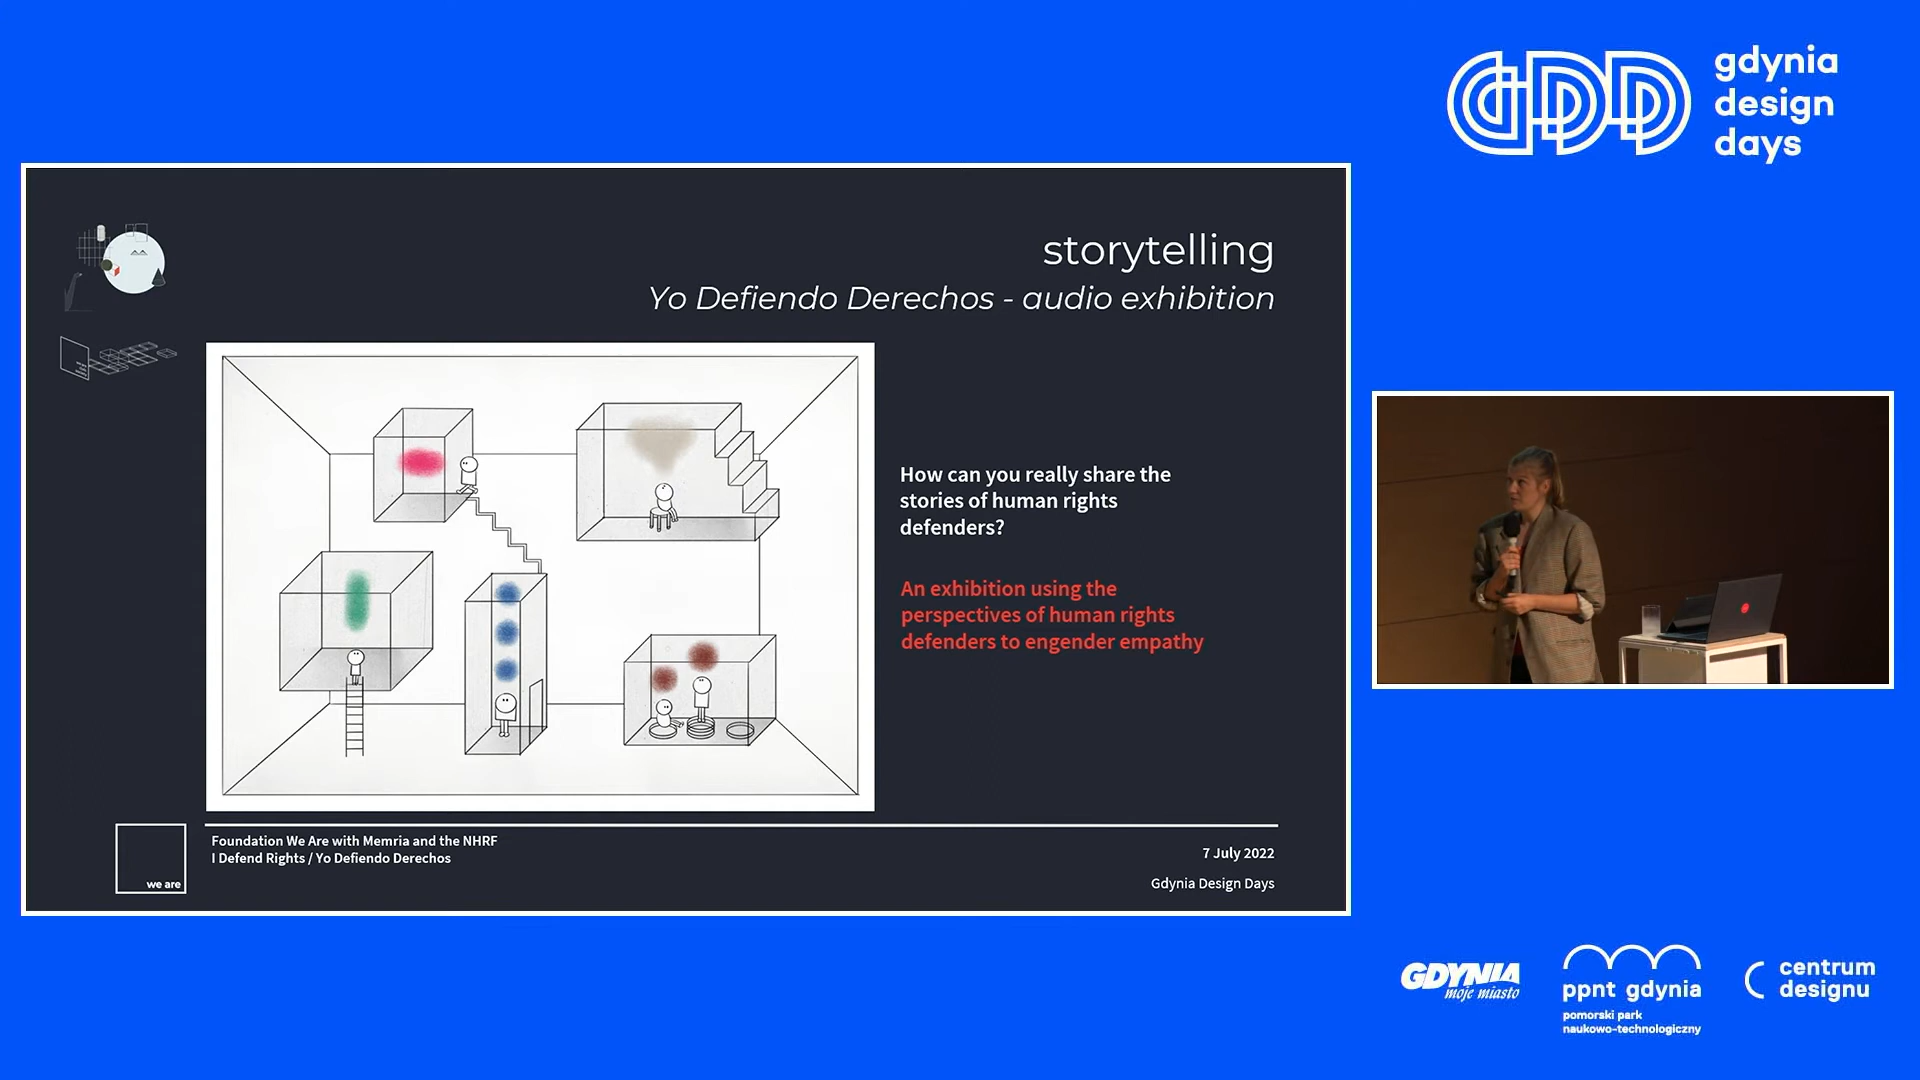 GDD
gdynia
design
days
storytelling
Yo Defiendo Derechos - audio exhibition
How can you really share the
stories of human rights
defenders?
An exhibition using the
perspectives of human rights
defenders to engender empathy
we are
Foundation We Are with Memria and the NHRF
I Defend Rights / Yo Defiendo Derechos
7 July 2022
Gdynia Design Days
GDYNIA
moje miasto
ppnt gdynia
pomorski park
naukowo-technologiczny
centrum
designu